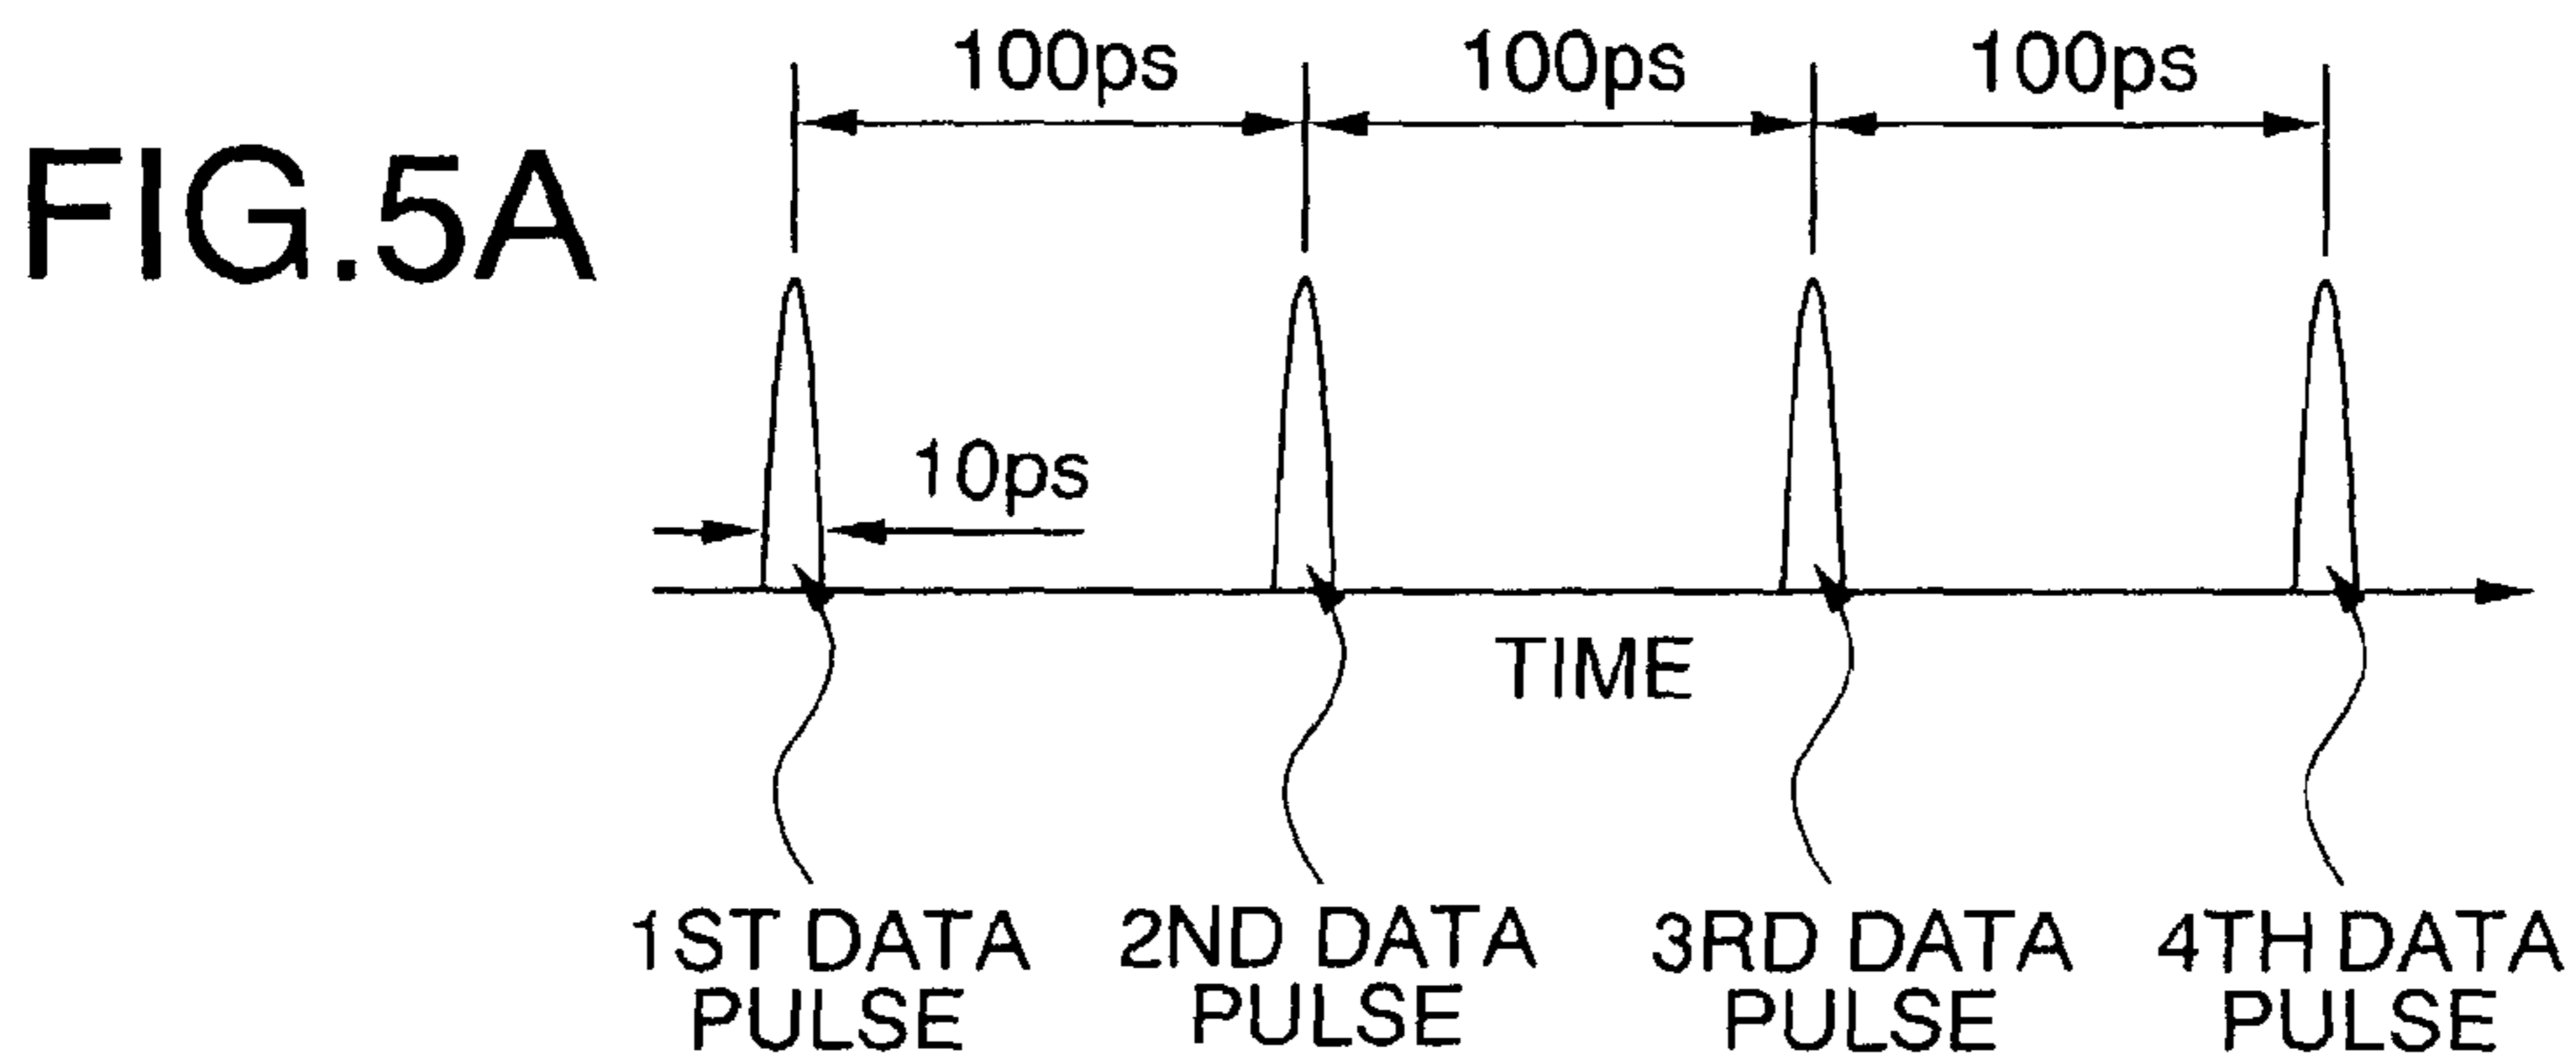 100ps 100ps 100ps
FIG.5A
10ps
TIME
1ST DATA PULSE
2ND DATA PULSE
3RD DATA PULSE
4TH DATA PULSE